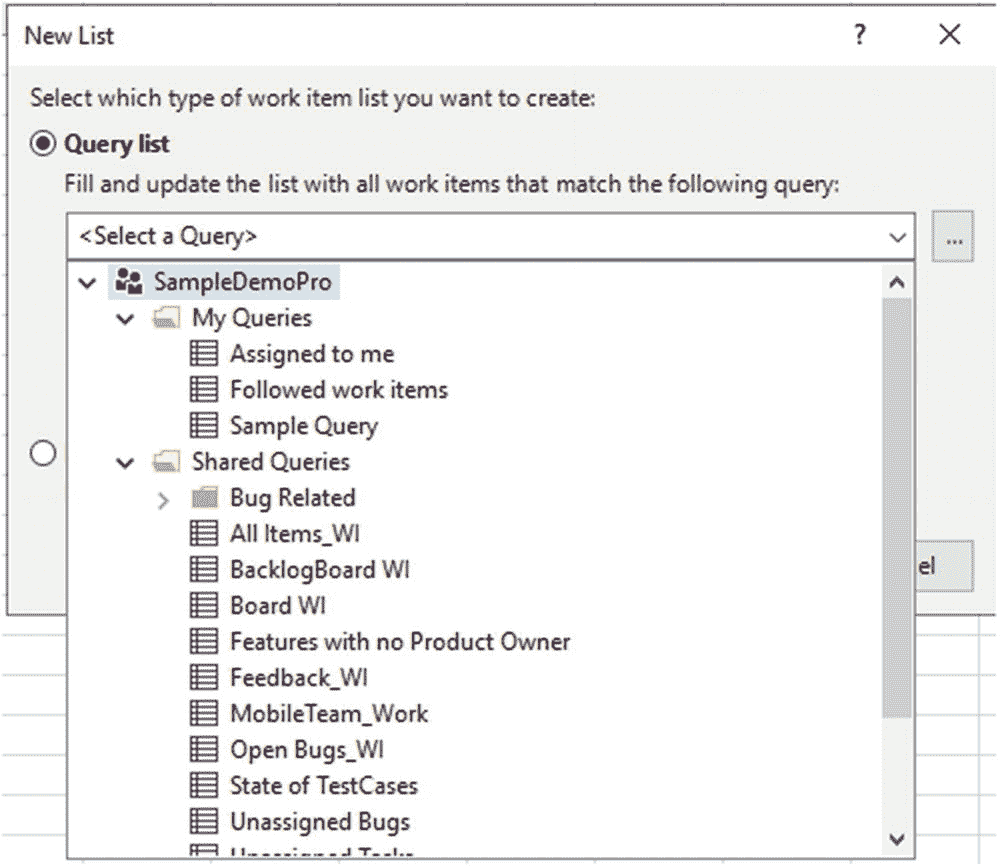 New List ?
Select which type of work item list you want to create:
Query list
Fill and update the list with all work items that match the following query:
<Select a Query>
...
SampleDemoPro
My Queries
Assigned to me
Followed work items
Sample Query
Shared Queries
Bug Related
All Items_WI
BacklogBoard WI
el
Board WI
Features with no Product Owner
Feedback_WI
MobileTeam_Work
Open Bugs_WI
State of TestCases
Unassigned Bugs